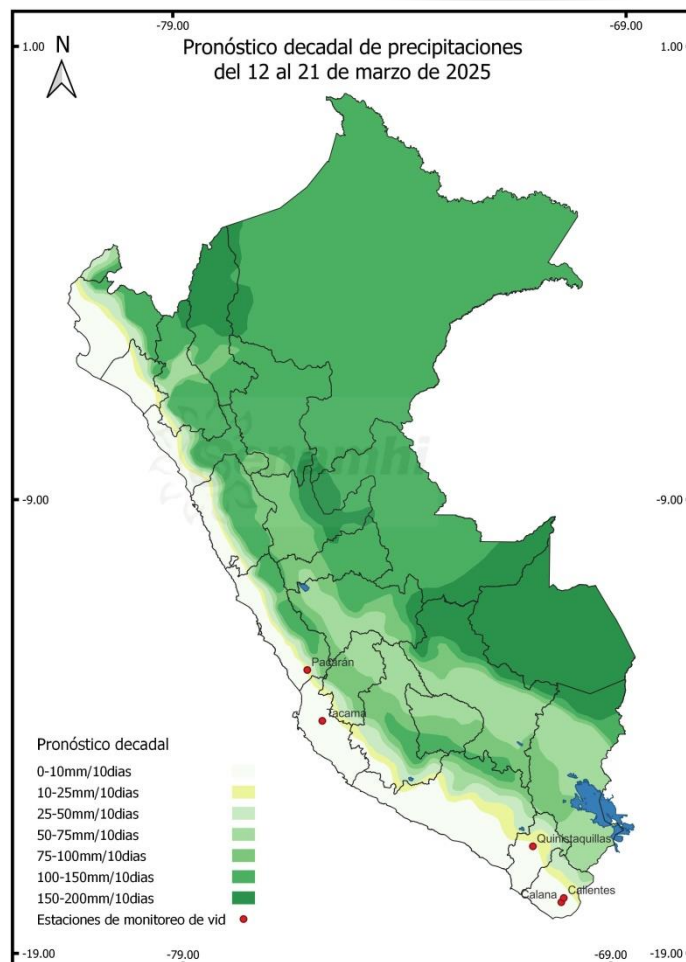 -79.00
-69.00
1.00
1.00
N
Pronóstico decadal de precipitaciones
del 12 al 21 de marzo de 2025
Senamhi
-9.00
-9.00
Pacarán
Tacama
Pronóstico decadal
0-10mm/10dias
10-25mm/10dias
25-50mm/10dias
50-75mm/10dias
75-100mm/10dias
100-150mm/10dias
150-200mm/10dias
Estaciones de monitoreo de vid
Quinistaquillas
Calientes
Calana
-19.00
-19.00
-79.00
-69.00